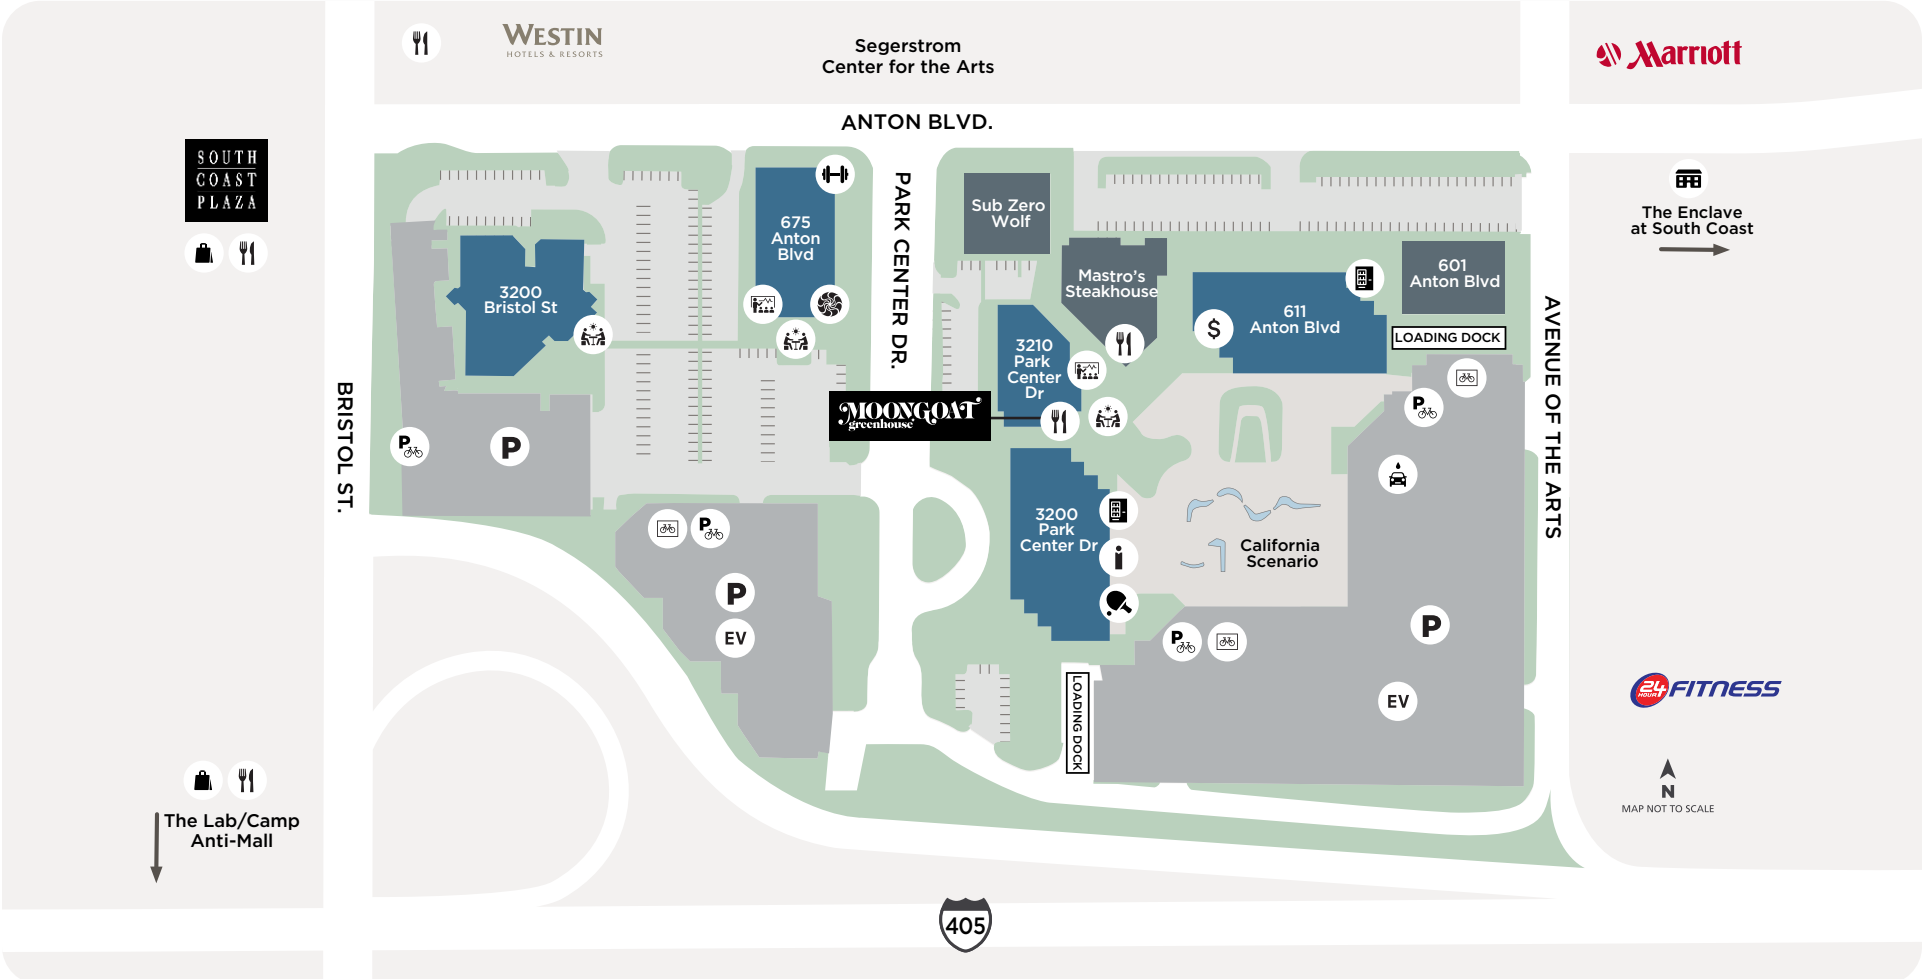 WESTIN
HOTELS & RESORTS
Segerstrom
Center for the Arts
Marriott
ANTON BLVD.
SOUTH
COAST
PLAZA
The Enclave
at South Coast
675
Anton
Blvd
PARK CENTER DR.
Sub Zero
Wolf
Mastro's
Steakhouse
601
Anton Blvd
3200
Bristol St
611
Anton Blvd
$
LOADING DOCK
3210
Park
Center
Dr
MOONGOAT
greenhouse
BRISTOL ST.
AVENUE OF THE ARTS
P
P
P
3200
Park
Center Dr
P
California
Scenario
P
EV
P
P
EV
LOADING DOCK
24
HOUR
FITNESS
N
MAP NOT TO SCALE
The Lab/Camp
Anti-Mall
405